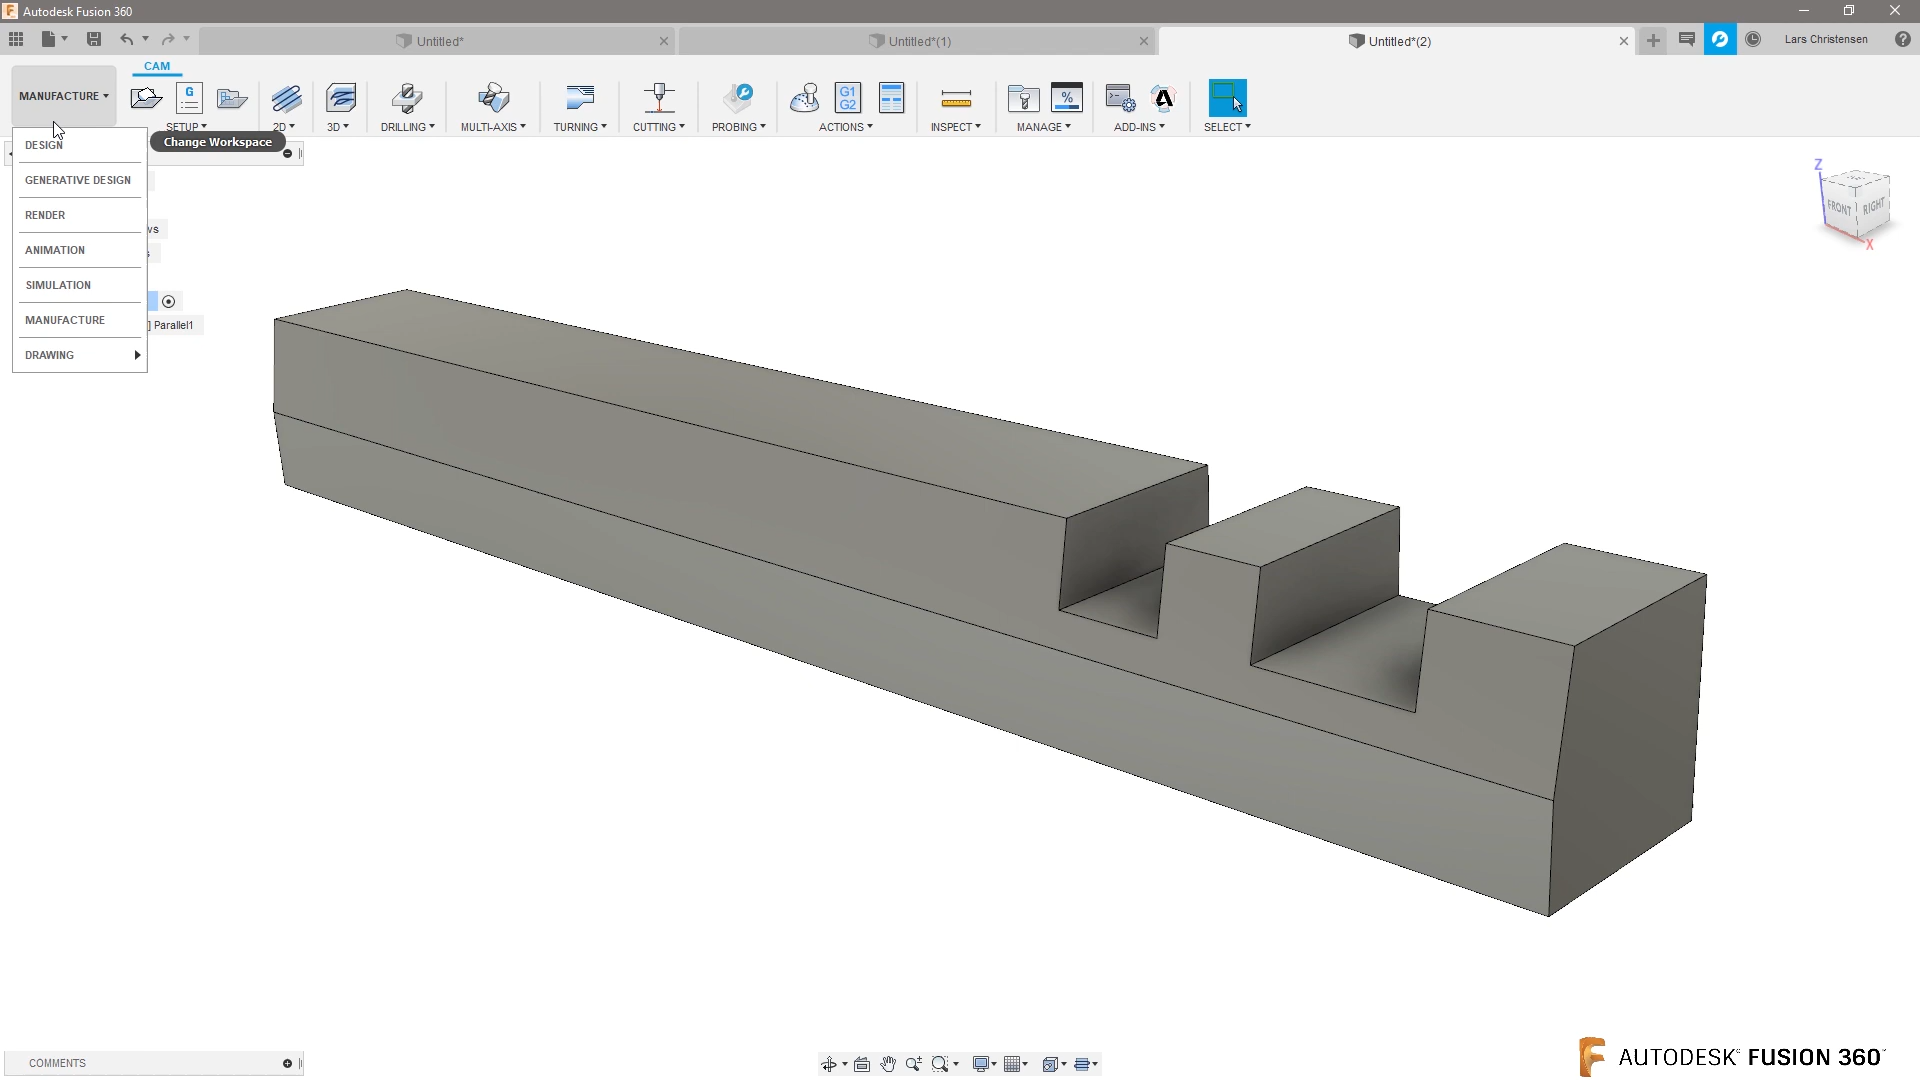 Autodesk Fusion 360
Untitled*
Untitled*(1)
Untitled*(2)
Lars Christensen
CAM
MANUFACTURE
G
G1
G2
%
SETUP
2D
3D
DRILLING
MULTI-AXIS
TURNING
CUTTING
PROBING
ACTIONS
INSPECT
MANAGE
ADD-INS
SELECT
Change Workspace
DESIGN
GENERATIVE DESIGN
RENDER
ANIMATION
SIMULATION
MANUFACTURE
DRAWING
ws
s
] Parallel1
Z
FRONT
RIGHT
X
COMMENTS
AUTODESK® FUSION 360™